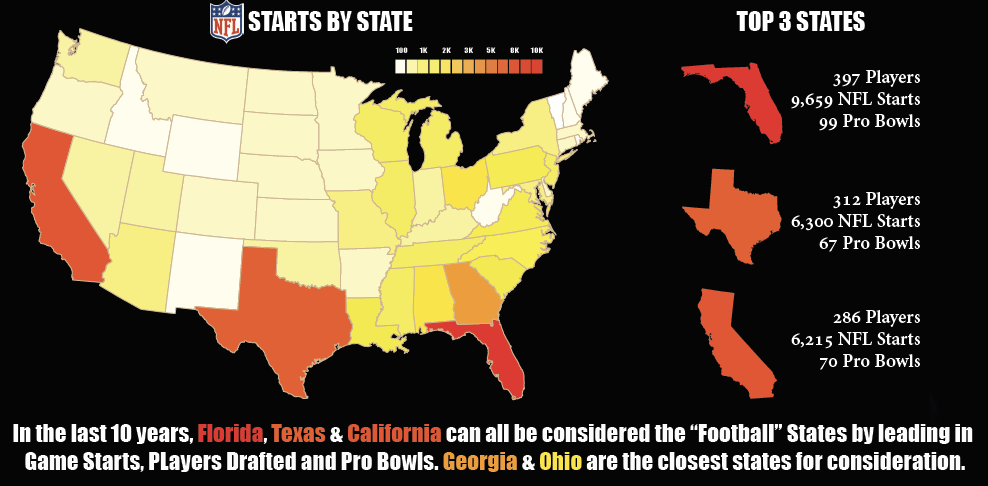 NFL STARTS BY STATE
TOP 3 STATES
100 1K 2K 3K 5K 8K 10K
397 Players
9,659 NFL Starts
99 Pro Bowls
312 Players
6,300 NFL Starts
67 Pro Bowls
286 Players
6,215 NFL Starts
70 Pro Bowls
In the last 10 years, Florida, Texas & California can all be considered the “Football” States by leading in
Game Starts, PLayers Drafted and Pro Bowls. Georgia & Ohio are the closest states for consideration.